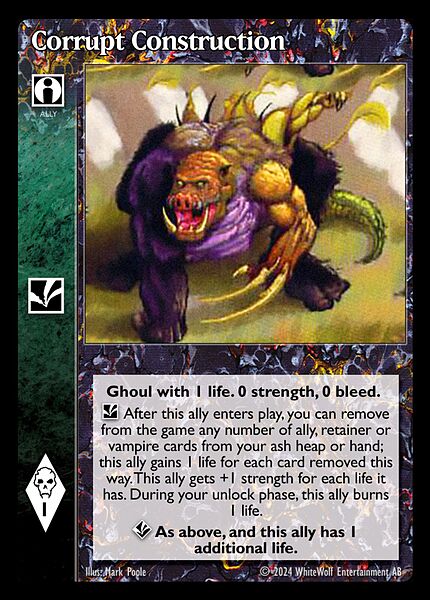 Corrupt Construction
ALLY
Ghoul with 1 life. 0 strength, 0 bleed.
After this ally enters play, you can remove
from the game any number of ally, retainer or
vampire cards from your ash heap or hand;
this ally gains 1 life for each card removed this
way. This ally gets +1 strength for each life it
has. During your unlock phase, this ally burns
1 life.
As above, and this ally has 1
additional life.
1
Illus: Mark Poole
© 2024 WhiteWolf Entertainment AB